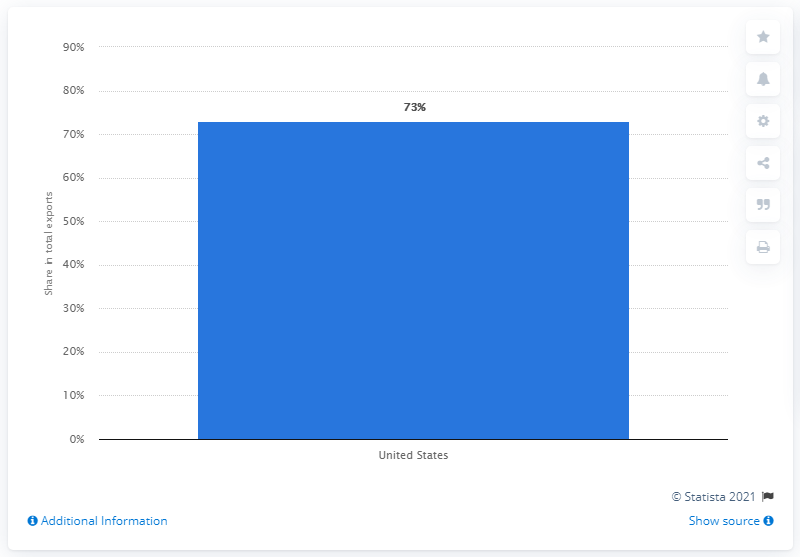 90%
80%
73%
70%
60%
50%
40%
30%
20%
10%
0%
Share in total exports
United States
© Statista 2021
Additional Information
Show source